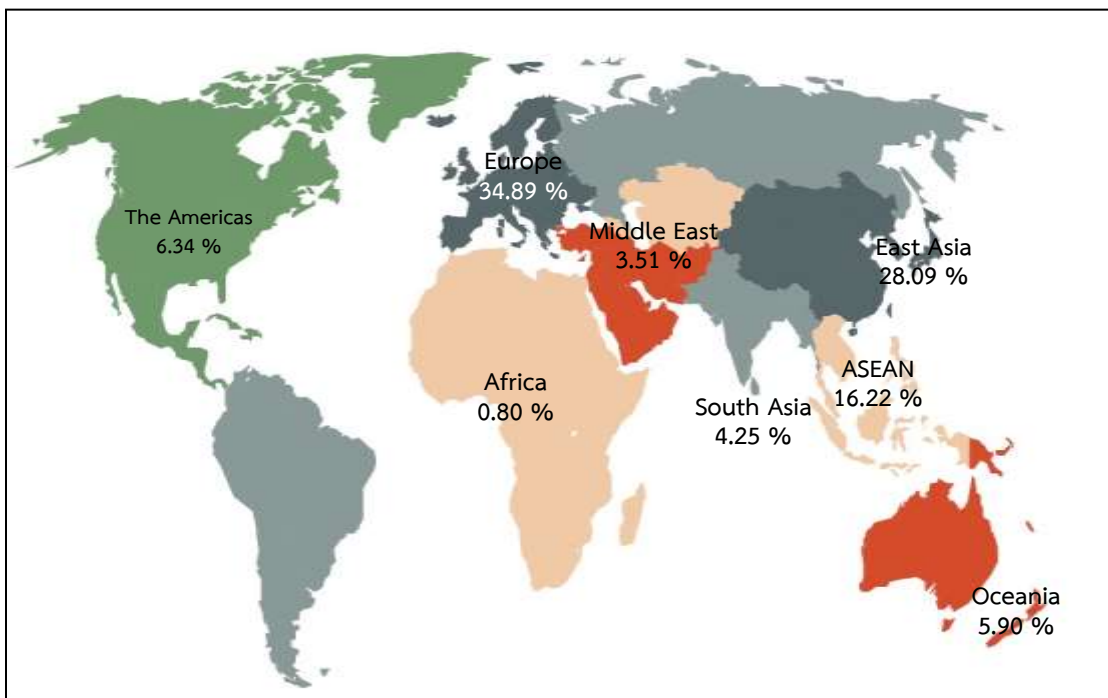 Europe
34.89 %
The Americas
6.34 %
Middle East
3.51 %
East Asia
28.09 %
Africa
0.80 %
ASEAN
16.22 %
South Asia
4.25 %
Oceania
5.90 %